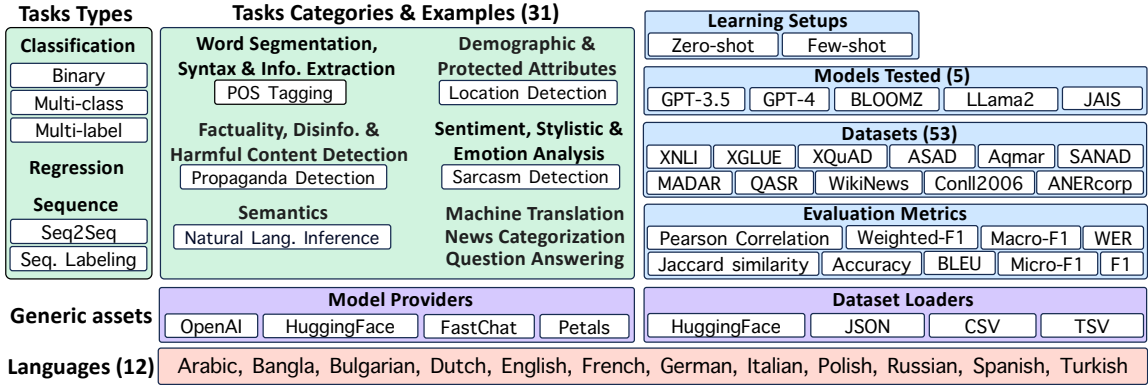 Tasks Types
Classification
Binary
Multi-class
Multi-label
Regression
Sequence
Seq2Seq
Seq. Labeling
Tasks Categories & Examples (31)
Word Segmentation,
Syntax & Info. Extraction
POS Tagging
Demographic &
Protected Attributes
Location Detection
Factuality, Disinfo. &
Harmful Content Detection
Propaganda Detection
Sentiment, Stylistic &
Emotion Analysis
Sarcasm Detection
Semantics
Natural Lang. Inference
Machine Translation
News Categorization
Question Answering
Learning Setups
Zero-shot Few-shot
Models Tested (5)
GPT-3.5 GPT-4 BLOOMZ LLama2 JAIS
Datasets (53)
XNLI XGLUE XQuAD ASAD Aqmar SANAD
MADAR QASR WikiNews Conll2006 ANERcorp
Evaluation Metrics
Pearson Correlation Weighted-F1 Macro-F1 WER
Jaccard similarity Accuracy BLEU Micro-F1 F1
Generic assets
Model Providers
OpenAI HuggingFace FastChat Petals
Dataset Loaders
HuggingFace JSON CSV TSV
Languages (12) Arabic, Bangla, Bulgarian, Dutch, English, French, German, Italian, Polish, Russian, Spanish, Turkish